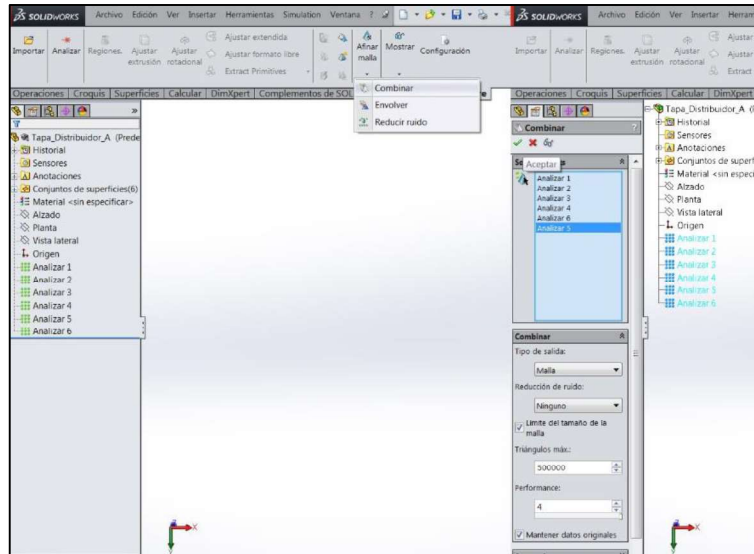 SOLIDWORKS Archivo Edición Ver Insertar Herramientas Simulation Ventana ?
Importar Analizar Regiones. Ajustar extrusión Ajustar rotacional
Ajustar extendida
Ajustar formato libre
Extract Primitives
Afinar malla Mostrar Configuración
Combinar
Envolver
Reducir ruido
Operaciones Croquis Superficies Calcular DimXpert Complementos de SOL
Tapa_Distribuidor_A (Prede
Historial
Sensores
Anotaciones
Conjuntos de superficies(6)
Material <sin especificar>
Alzado
Planta
Vista lateral
Origen
Analizar 1
Analizar 2
Analizar 3
Analizar 4
Analizar 5
Analizar 6
X
SOLIDWORKS Archivo Edición Ver Insertar Herram
Importar Analizar Regiones. Ajustar extrusión Ajustar rotacional
Ajustar
Ajustar
Extract
Operaciones Croquis Superficies Calcular DimXpert
Combinar ?
Aceptar
Analizar 1
Analizar 2
Analizar 3
Analizar 4
Analizar 6
Analizar 5
Combinar
Tipo de salida:
Malla
Reducción de ruido:
Ninguno
Límite del tamaño de la malla
Triángulos máx.:
500000
Performance:
4
Mantener datos originales
Tapa_Distribuidor_A (
Historial
Sensores
Anotaciones
Conjuntos de superf
Material <sin especi
Alzado
Planta
Vista lateral
Origen
Analizar 1
Analizar 2
Analizar 3
Analizar 4
Analizar 5
Analizar 6
X